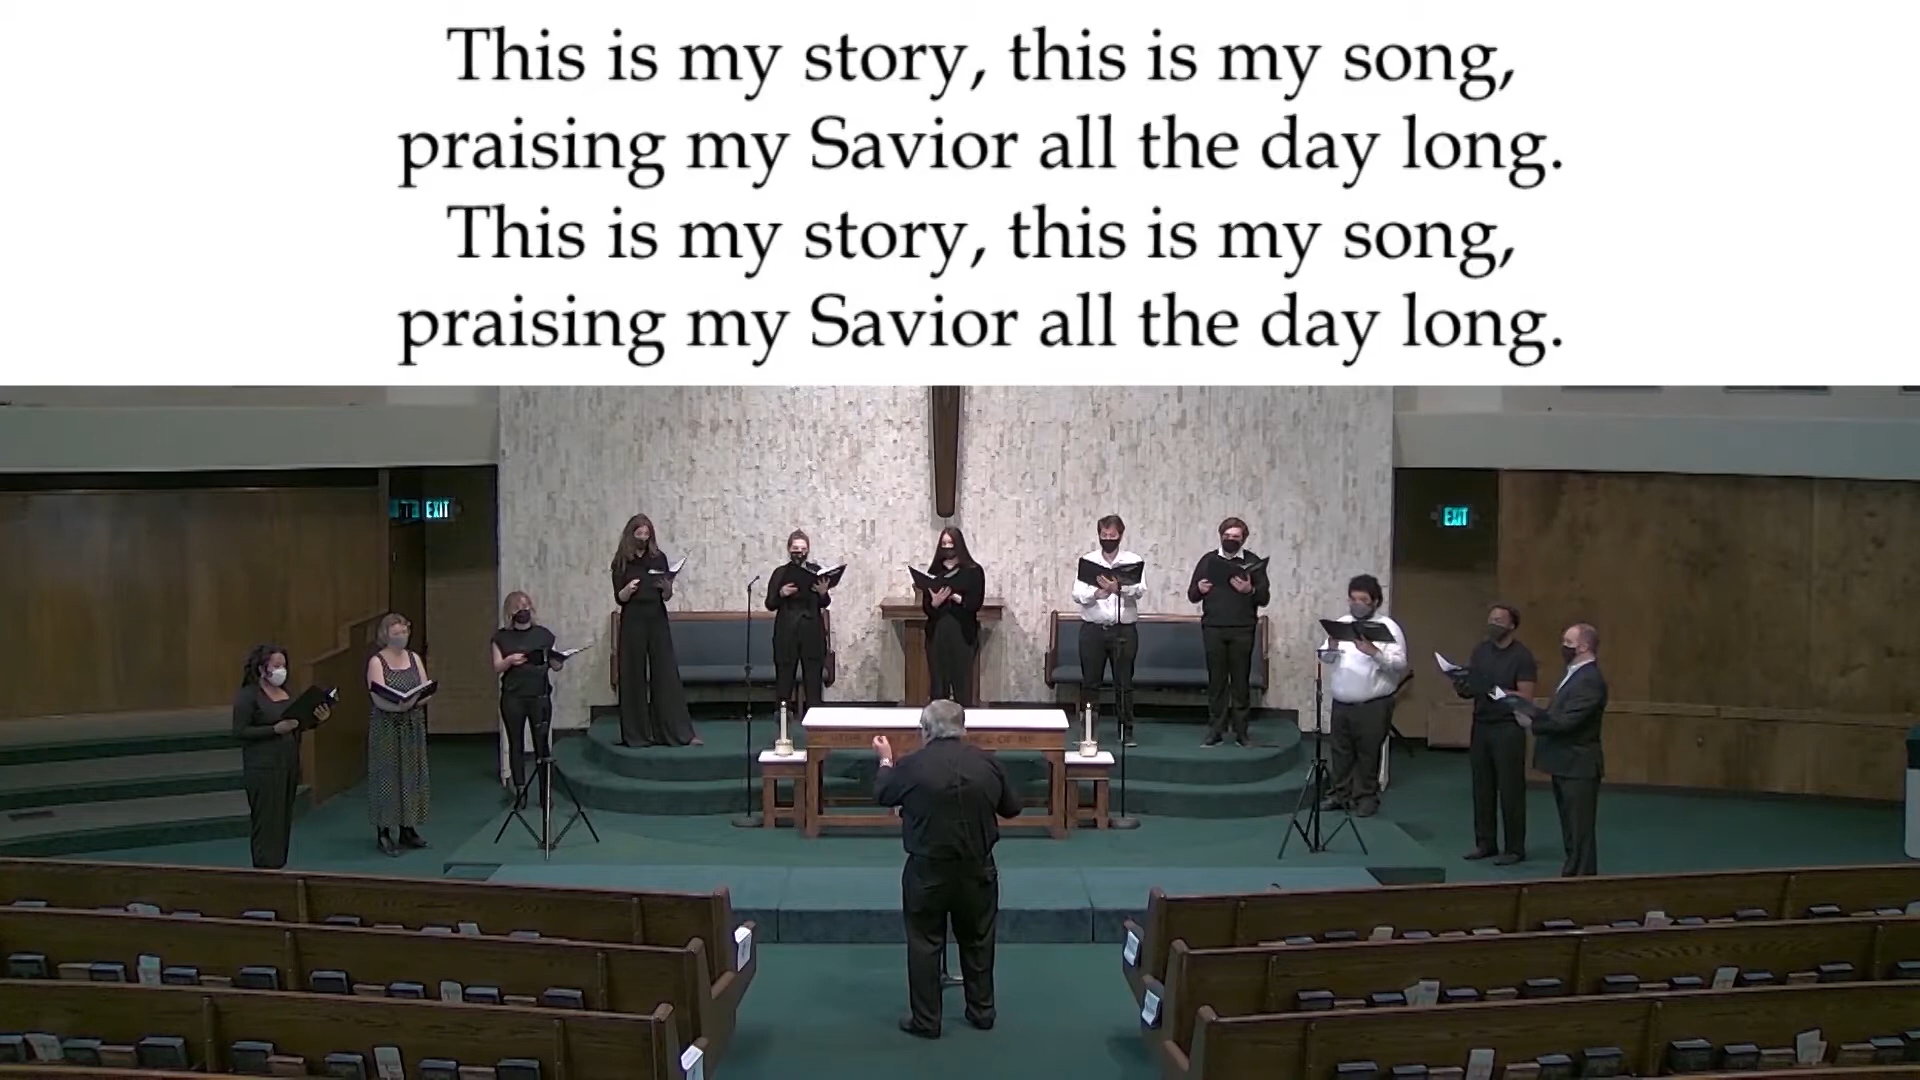 This is my story, this is my song,
praising my Savior all the day long.
This is my story, this is my song,
praising my Savior all the day long.
EXIT
EXIT